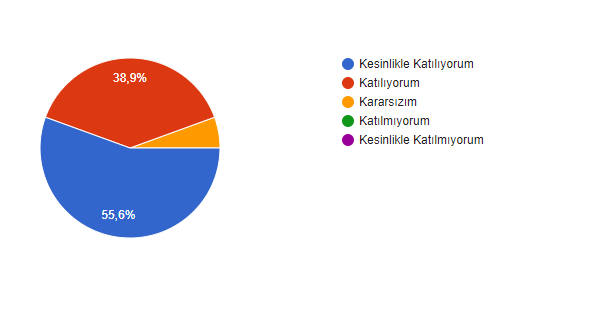 38,9%
55,6%
Kesinlikle Katılıyorum
Katılıyorum
Kararsızım
Katılmıyorum
Kesinlikle Katılmıyorum